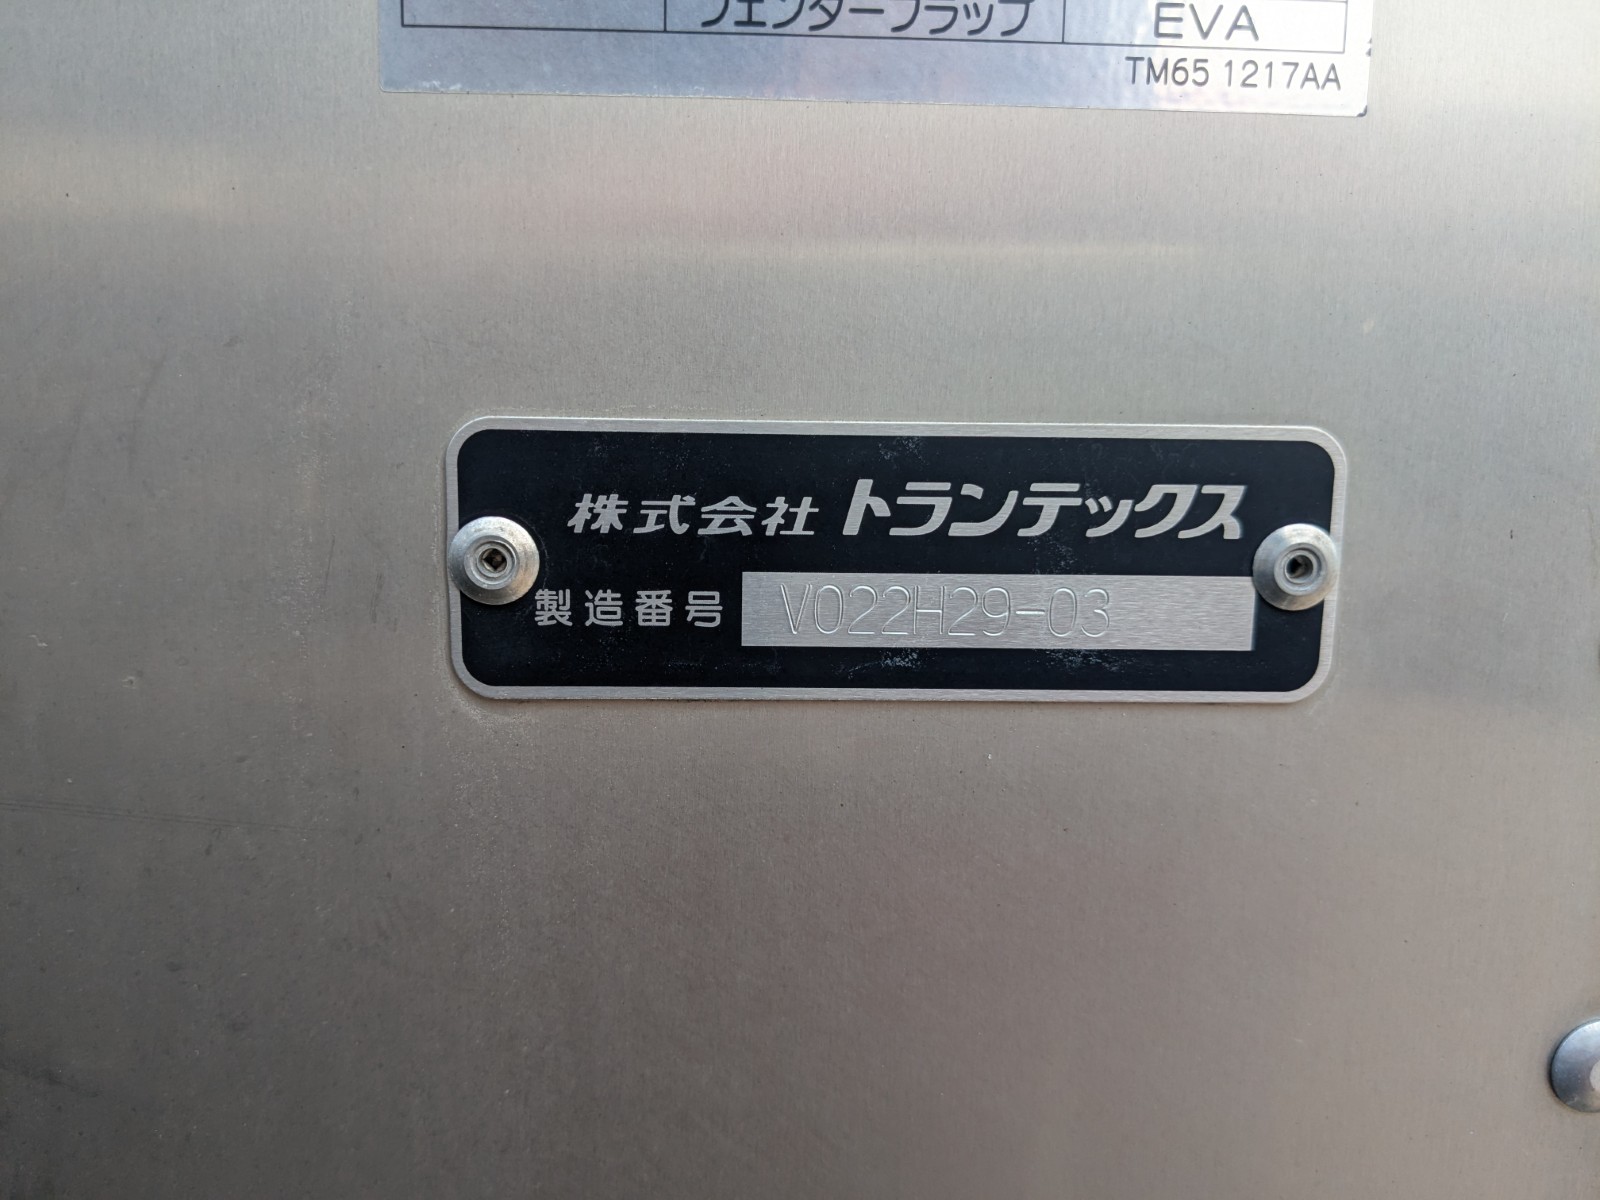 フェンダーフラップ EVA
TM65 1217AA
株式会社 トランテックス
製造番号 V022H29-03